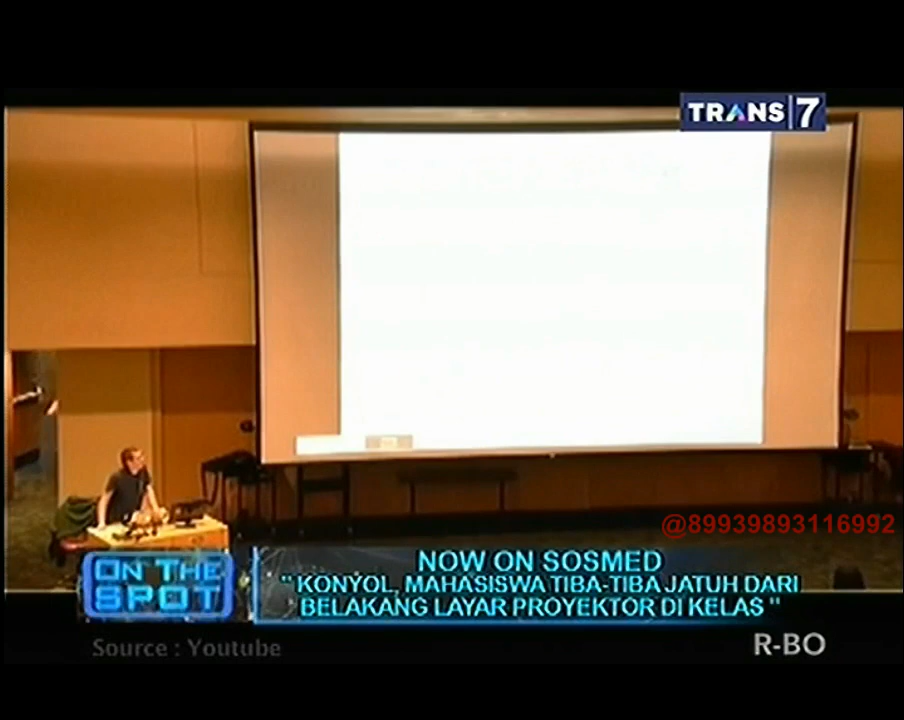 TRANS|7
@89939893116992
ON THE
SPOT
NOW ON SOSMED
" KONYOL, MAHASISWA TIBA-TIBA JATUH DARI
BELAKANG LAYAR PROYEKTOR DI KELAS "
Source : Youtube
R-BO